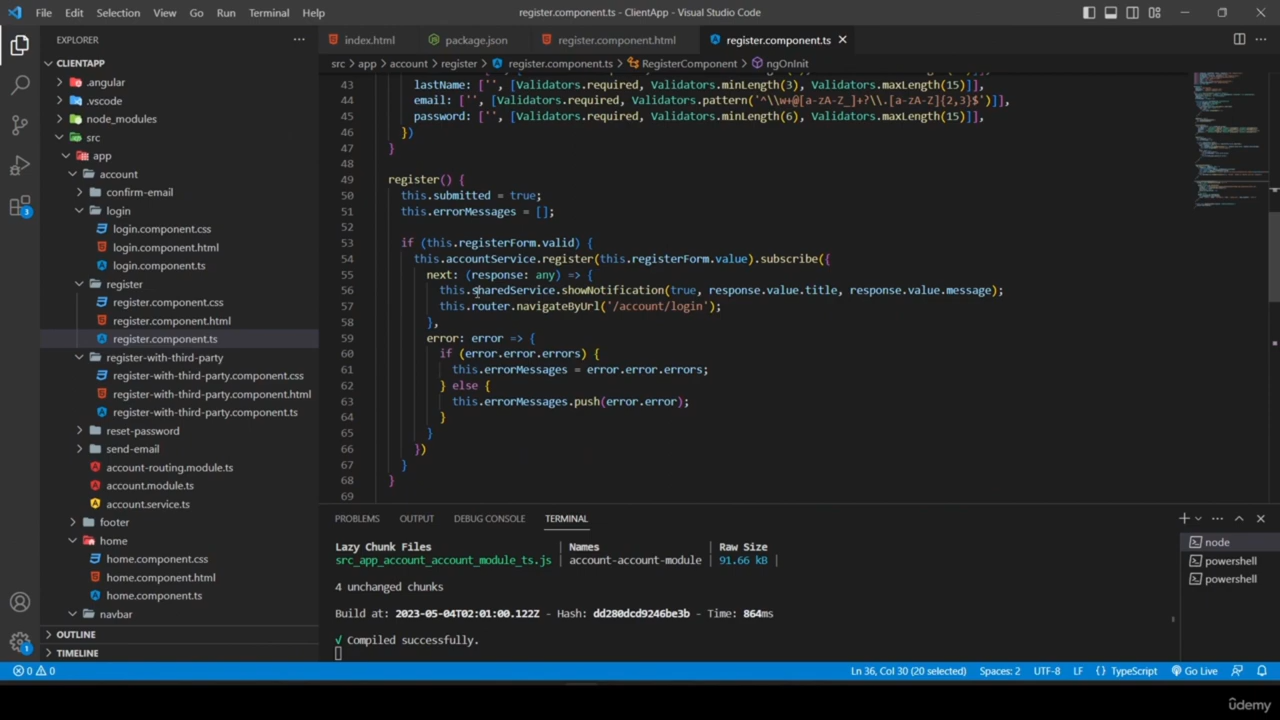 File Edit Selection View Go Run Terminal Help register.component.ts - ClientApp - Visual Studio Code
EXPLORER
CLIENTAPP
.angular
.vscode
node_modules
src
app
account
confirm-email
login
login.component.css
login.component.html
login.component.ts
register
register.component.css
register.component.html
register.component.ts
register-with-third-party
register-with-third-party.component.css
register-with-third-party.component.html
register-with-third-party.component.ts
reset-password
send-email
account-routing.module.ts
account.module.ts
account.service.ts
footer
home
home.component.css
home.component.html
home.component.ts
navbar
OUTLINE
TIMELINE
3
1
index.html package.json register.component.html register.component.ts
src > app > account > register > register.component.ts > RegisterComponent > ngOnInit
43 lastName: ['', [Validators.required, Validators.minLength(3), Validators.maxLength(15)]],
44 email: ['', [Validators.required, Validators.pattern('^\\w+@[a-zA-Z_]+?\\.[a-zA-Z]{2,3}$')]],
45 password: ['', [Validators.required, Validators.minLength(6), Validators.maxLength(15)]],
46 })
47 }
48
49 register() {
50 this.submitted = true;
51 this.errorMessages = [];
52
53 if (this.registerForm.valid) {
54 this.accountService.register(this.registerForm.value).subscribe({
55 next: (response: any) => {
56 this.sharedService.showNotification(true, response.value.title, response.value.message);
57 this.router.navigateByUrl('/account/login');
58 },
59 error: error => {
60 if (error.error.errors) {
61 this.errorMessages = error.error.errors;
62 } else {
63 this.errorMessages.push(error.error);
64 }
65 }
66 })
67 }
68 }
69
PROBLEMS OUTPUT DEBUG CONSOLE TERMINAL
Lazy Chunk Files | Names | Raw Size
src_app_account_account_module_ts.js | account-account-module | 91.66 kB |
4 unchanged chunks
Build at: 2023-05-04T02:01:00.122Z - Hash: dd280dcd9246be3b - Time: 864ms
√ Compiled successfully.
node
powershell
powershell
0 0 Ln 36, Col 30 (20 selected) Spaces: 2 UTF-8 LF {} TypeScript Go Live
ûdemy